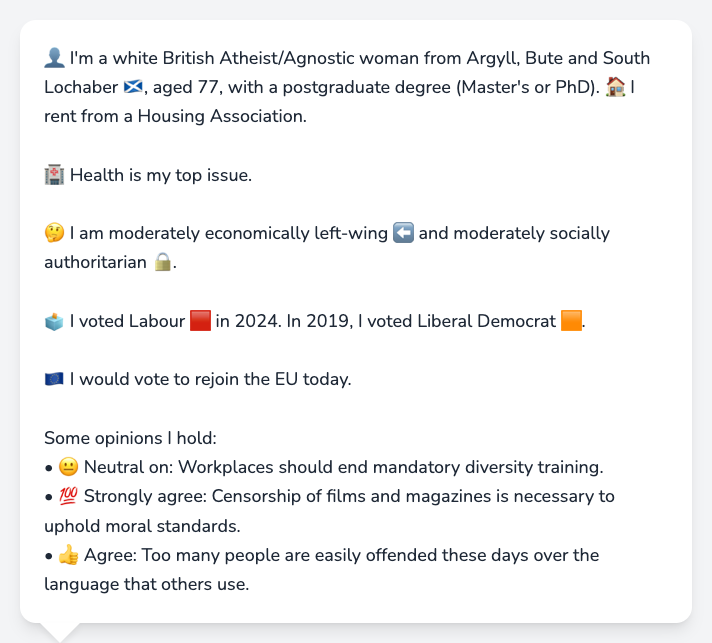 👤 I'm a white British Atheist/Agnostic woman from Argyll, Bute and South
Lochaber 🏴󠁧󠁢󠁳󠁣󠁴󠁿, aged 77, with a postgraduate degree (Master's or PhD). 🏠 I
rent from a Housing Association.
🏥 Health is my top issue.
🤔 I am moderately economically left-wing ⬅️ and moderately socially
authoritarian 🔒.
🗳️ I voted Labour 🟥 in 2024. In 2019, I voted Liberal Democrat 🟧.
🇪🇺 I would vote to rejoin the EU today.
Some opinions I hold:
• 😐 Neutral on: Workplaces should end mandatory diversity training.
• 💯 Strongly agree: Censorship of films and magazines is necessary to
uphold moral standards.
• 👍 Agree: Too many people are easily offended these days over the
language that others use.